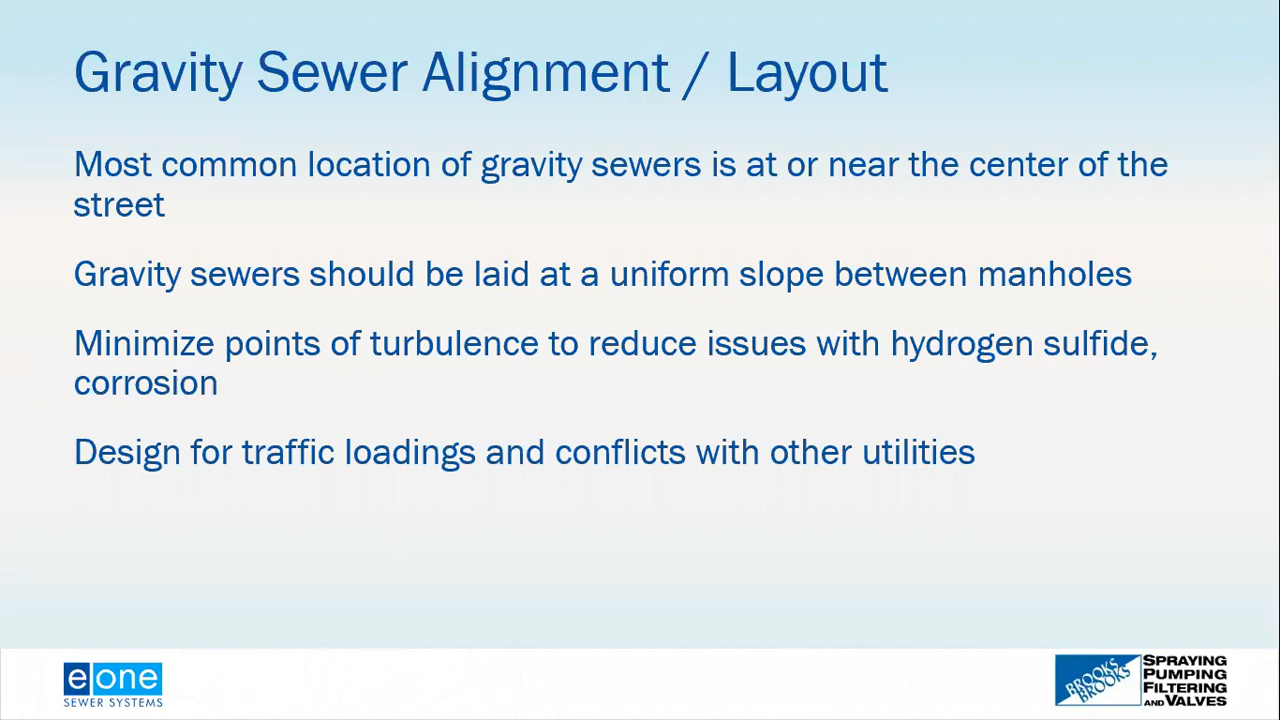 Gravity Sewer Alignment / Layout
Most common location of gravity sewers is at or near the center of the
street
Gravity sewers should be laid at a uniform slope between manholes
Minimize points of turbulence to reduce issues with hydrogen sulfide,
corrosion
Design for traffic loadings and conflicts with other utilities
e one
SEWER SYSTEMS
BROOKS
BROOKS
SPRAYING
PUMPING
FILTERING
AND VALVES